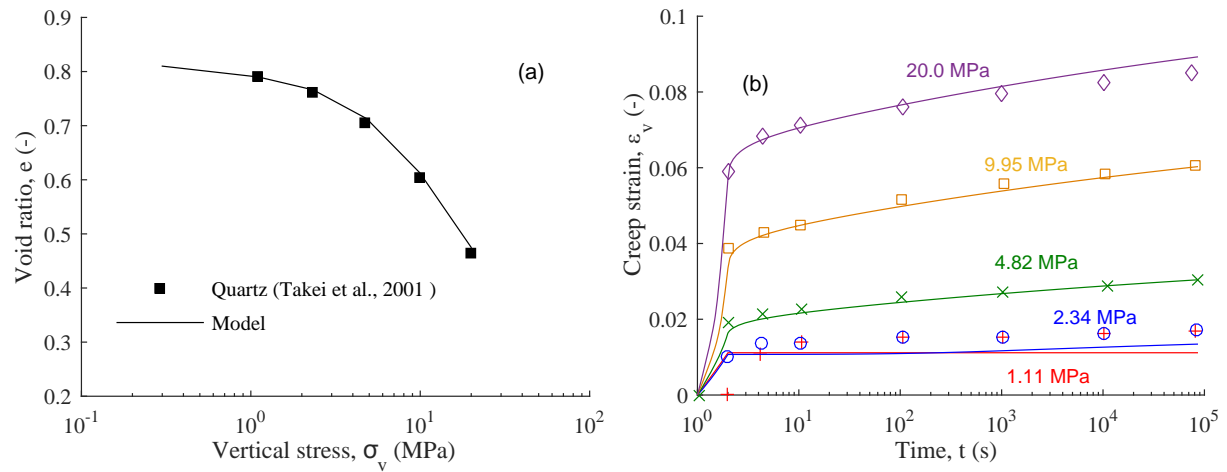 0.9
0.8
0.7
0.6
0.5
0.4
0.3
0.2
10^-1
10^0
10^1
10^2
Void ratio, e (-)
Vertical stress, σ_v (MPa)
(a)
Quartz (Takei et al., 2001 )
Model
0.1
0.08
0.06
0.04
0.02
0
10^0
10^1
10^2
10^3
10^4
10^5
Creep strain, ε_v (-)
Time, t (s)
(b)
20.0 MPa
9.95 MPa
4.82 MPa
2.34 MPa
1.11 MPa